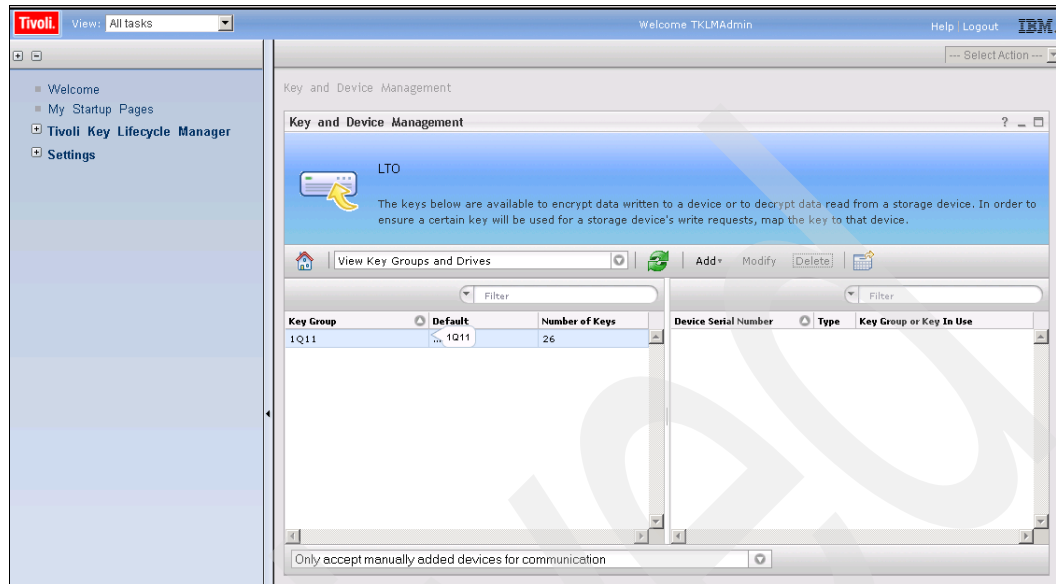 Tivoli. View: All tasks Welcome TKLMAdmin Help | Logout IBM.
--- Select Action ---
Welcome
My Startup Pages
Tivoli Key Lifecycle Manager
Settings
Key and Device Management
Key and Device Management
LTO
The keys below are available to encrypt data written to a device or to decrypt data read from a storage device. In order to
ensure a certain key will be used for a storage device's write requests, map the key to that device.
View Key Groups and Drives Add Modify Delete
Filter Filter
Key Group Default Number of Keys Device Serial Number Type Key Group or Key In Use
1Q11 ... 1Q11 26
Only accept manually added devices for communication